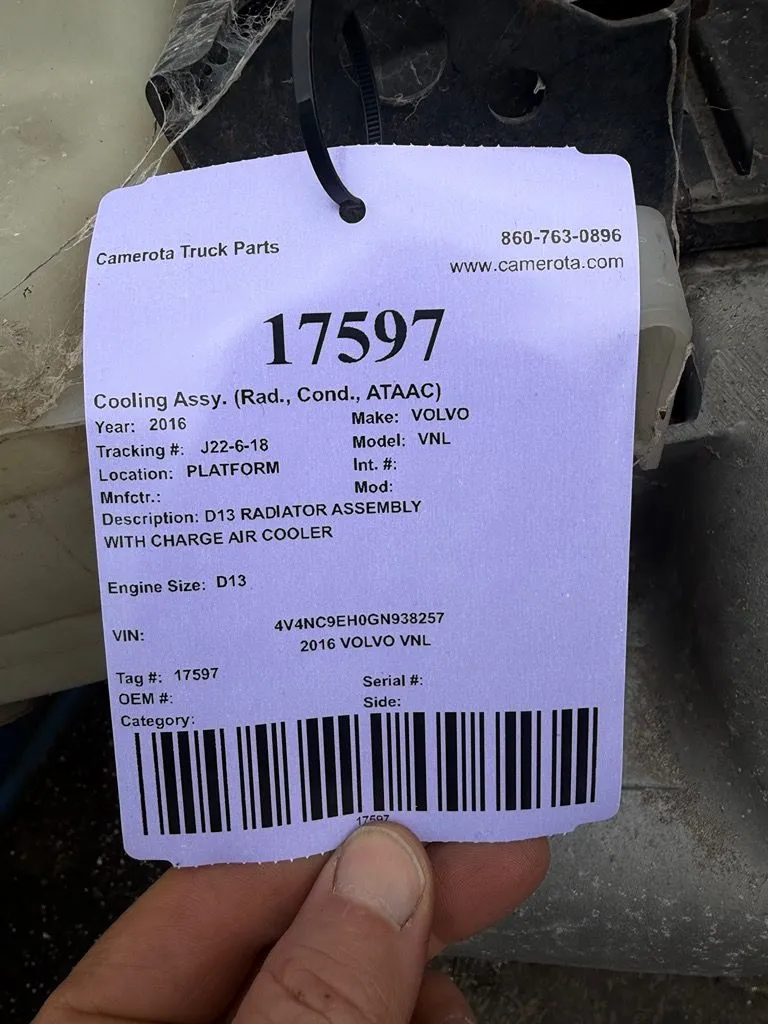 Camerota Truck Parts
860-763-0896
www.camerota.com
17597
Cooling Assy. (Rad., Cond., ATAAC)
Year: 2016 Make: VOLVO
Tracking #: J22-6-18 Model: VNL
Location: PLATFORM Int. #:
Mnfctr.: Mod:
Description: D13 RADIATOR ASSEMBLY
WITH CHARGE AIR COOLER
Engine Size: D13
VIN: 4V4NC9EH0GN938257
2016 VOLVO VNL
Tag #: 17597 Serial #:
OEM #: Side:
Category:
17597